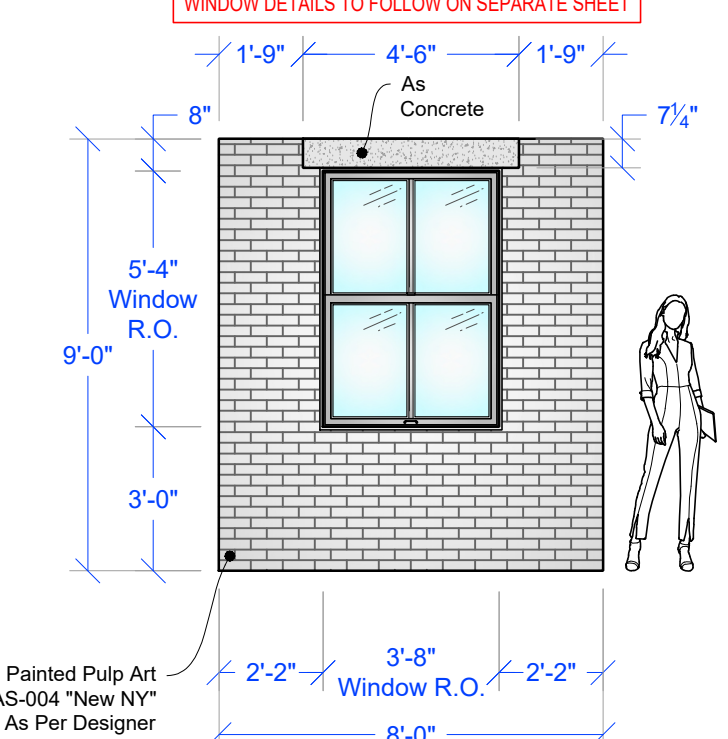 WINDOW DETAILS TO FOLLOW ON SEPARATE SHEET
1'-9"
4'-6"
1'-9"
8"
As
Concrete
7¼"
5'-4"
Window
R.O.
9'-0"
3'-0"
Painted Pulp Art
AS-004 "New NY"
As Per Designer
2'-2"
3'-8"
Window R.O.
2'-2"
8'-0"